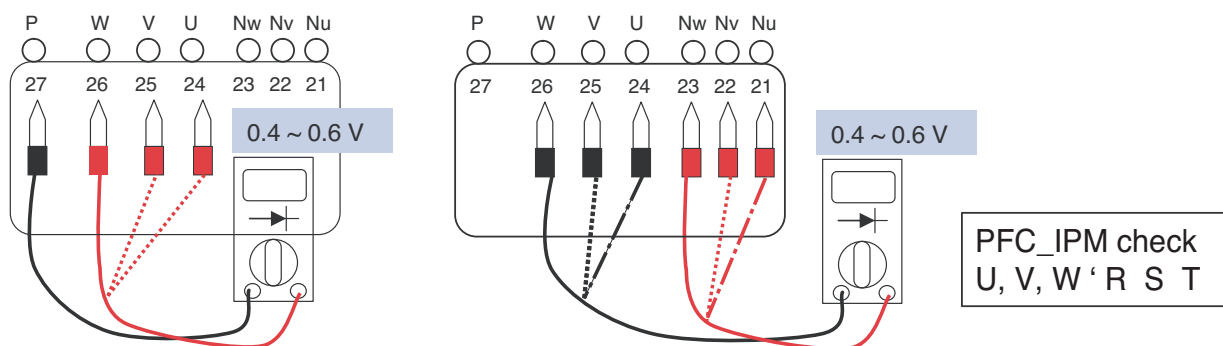 P W V U Nw Nv Nu
27 26 25 24 23 22 21
0.4 ~ 0.6 V
P W V U Nw Nv Nu
27 26 25 24 23 22 21
0.4 ~ 0.6 V
PFC_IPM check
U, V, W ‘ R S T